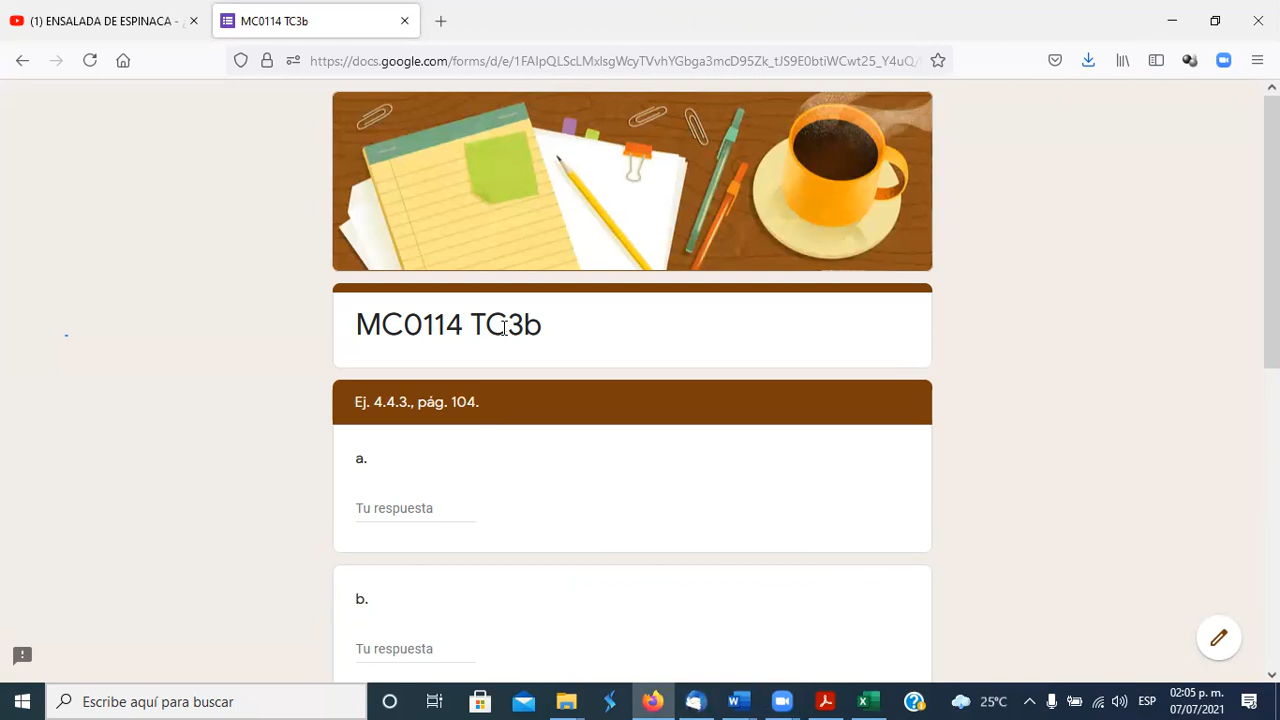 (1) ENSALADA DE ESPINACA -
MC0114 TC3b
https://docs.google.com/forms/d/e/
MC0114 TC3b
Ej. 4.4.3., pág. 104.
a.
Tu respuesta
b.
Tu respuesta
Escribe aquí para buscar
25°C
ESP
02:05 p. m.
07/07/2021